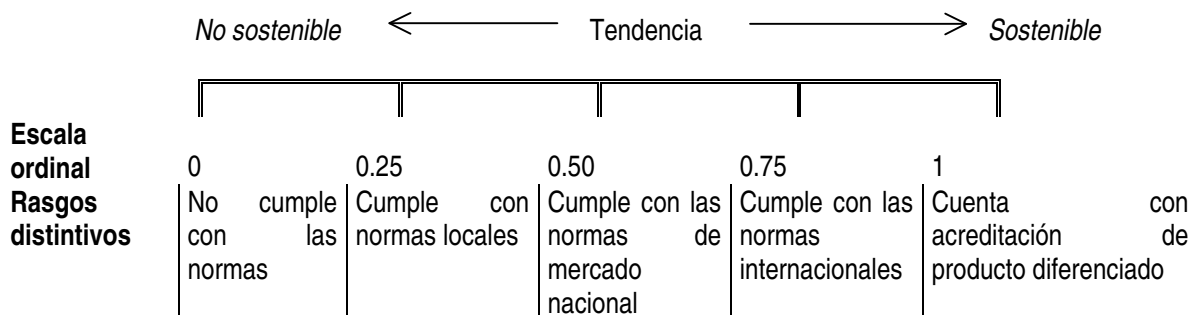 No sostenible Tendencia Sostenible
Escala
ordinal 0 0.25 0.50 0.75 1
Rasgos No cumple Cumple con Cumple con las Cumple con las Cuenta con
distintivos con las normas locales normas de normas acreditación de
normas mercado internacionales producto diferenciado
nacional